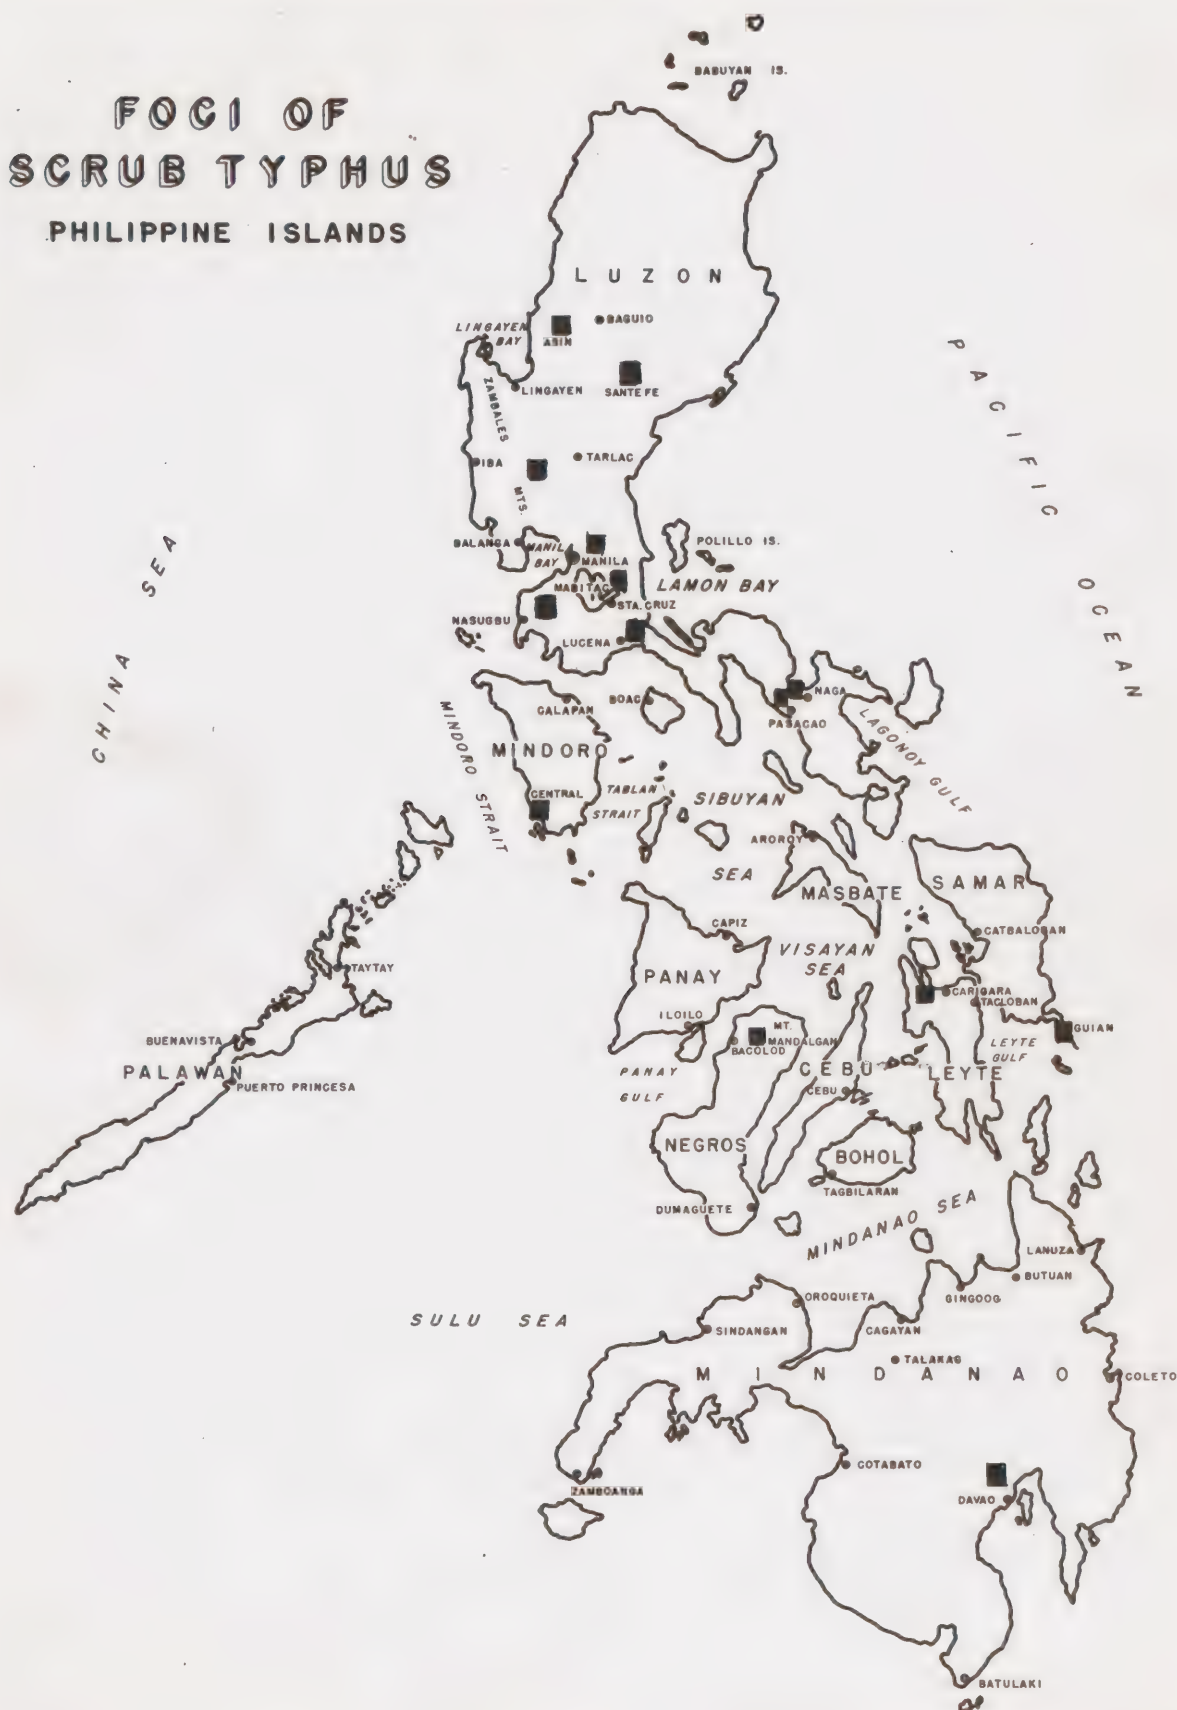 FOCI OF
SCRUB TYPHUS
PHILIPPINE ISLANDS
BABUYAN IS.
LUZON
LINGAYEN
BAY
ASIN
BAGUIO
LINGAYEN
SANTE FE
ZAMBALES
MTS.
IBA
TARLAC
PACIFIC OCEAN
CHINA SEA
BALANGA
MANILA
BAY
MANILA
POLILLO IS.
MABITAC
LAMON BAY
STA. CRUZ
NASUGBU
LUCENA
CALAPAN
BOAC
NAGA
PASACAO
LAGONOY GULF
MINDORO STRAIT
MINDORO
CENTRAL
TABLAN
STRAIT
SIBUYAN
SEA
AROROY
MASBATE
SAMAR
CAPIZ
CATBALOGAN
VISAYAN
SEA
PANAY
TAYTAY
CARIGARA
TACLOBAN
ILOILO
MT.
MANDALGAN
BACOLOD
GUIAN
LEYTE
GULF
BUENAVISTA
PALAWAN
PUERTO PRINCESA
PANAY
GULF
CEBU
LEYTE
CEBU
NEGROS
BOHOL
TAGBILARAN
DUMAGUETE
MINDANAO SEA
LANUZA
BUTUAN
GINGOOG
OROQUIETA
SULU SEA
SINDANGAN
CAGAYAN
TALAKAG
MINDANAO
COLETO
COTABATO
ZAMBOANGA
DAVAO
BATULAKI